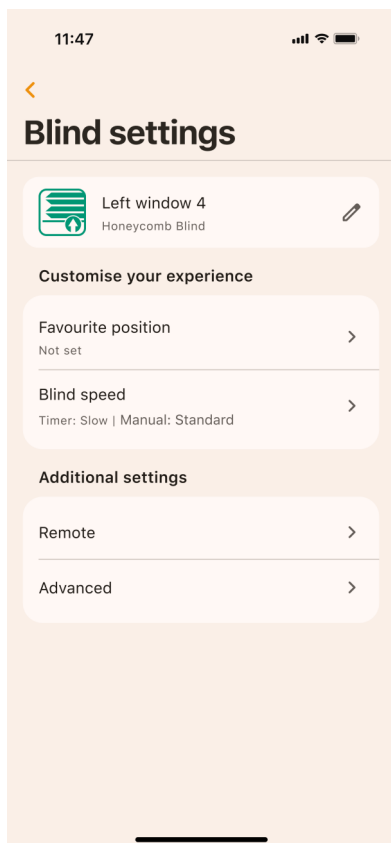 11:47
Blind settings
Left window 4
Honeycomb Blind
Customise your experience
Favourite position
Not set
Blind speed
Timer: Slow | Manual: Standard
Additional settings
Remote
Advanced